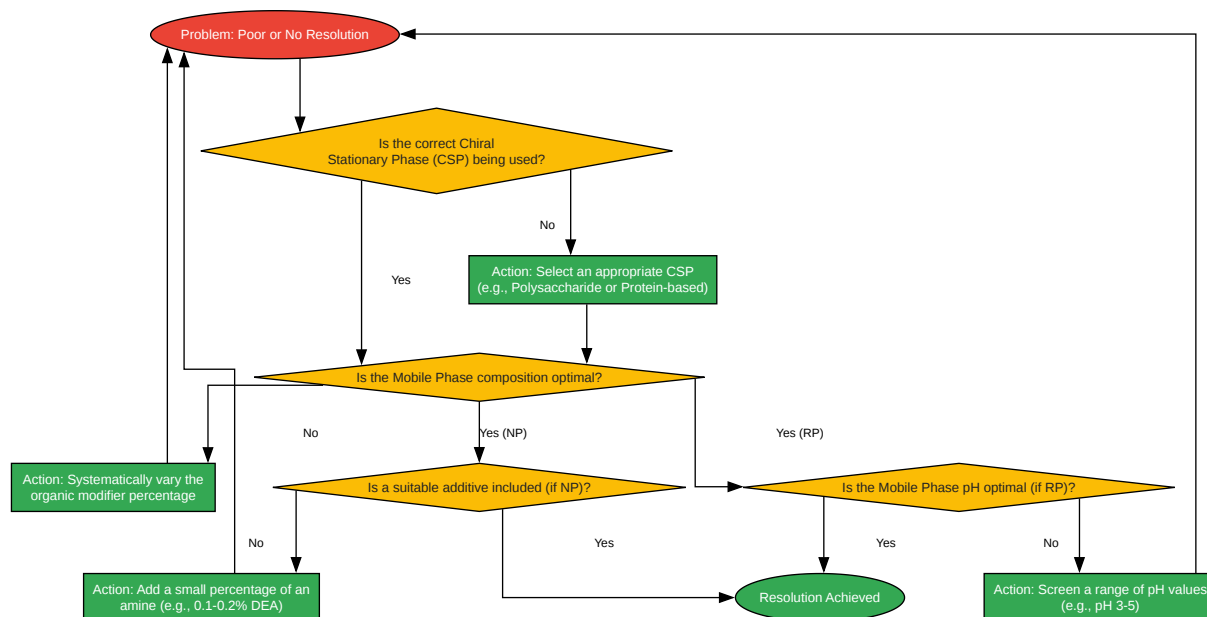 Problem: Poor or No Resolution
Is the correct Chiral
Stationary Phase (CSP) being used?
No
Yes
Action: Select an appropriate CSP
(e.g., Polysaccharide or Protein-based)
Is the Mobile Phase composition optimal?
No
Yes (NP)
Yes (RP)
Action: Systematically vary the
organic modifier percentage
Is a suitable additive included (if NP)?
Is the Mobile Phase pH optimal (if RP)?
No
Yes
Yes
No
Action: Add a small percentage of an
amine (e.g., 0.1-0.2% DEA)
Resolution Achieved
Action: Screen a range of pH values
(e.g., pH 3-5)